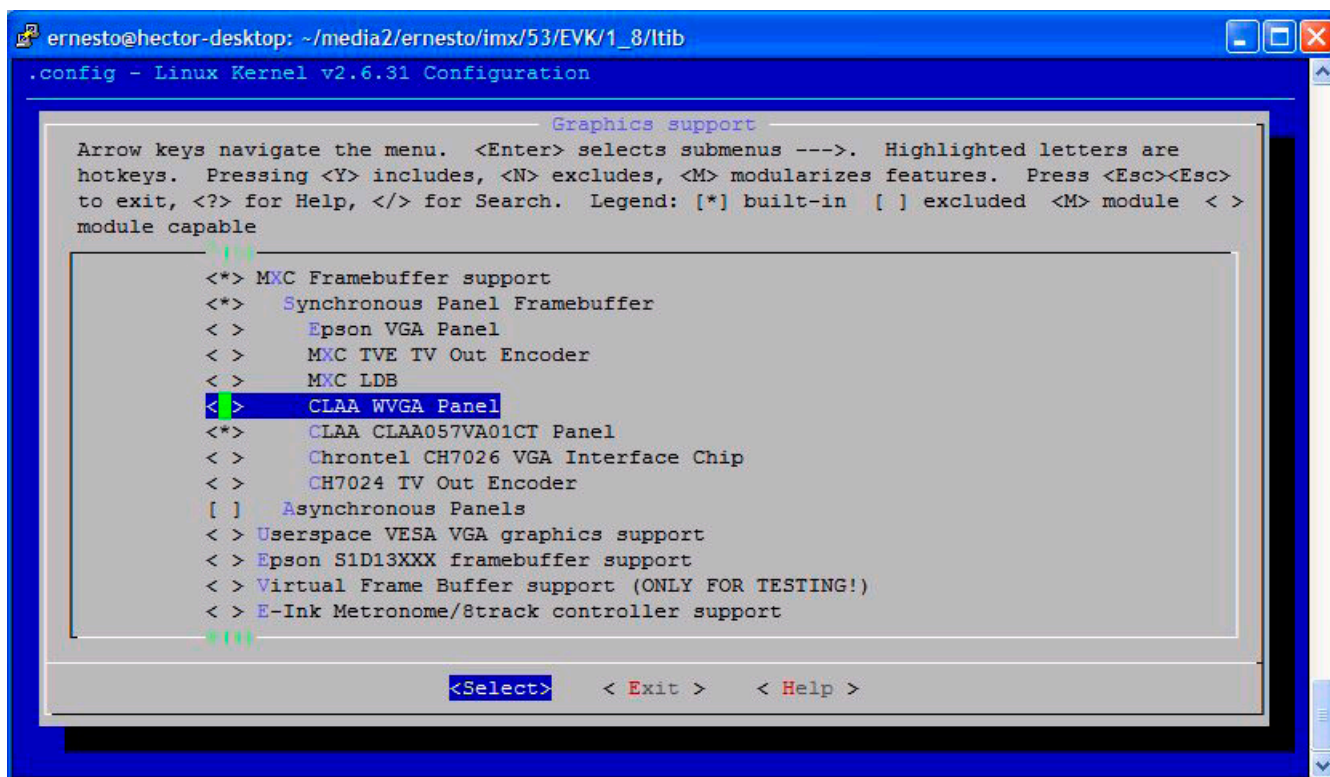 ernesto@hector-desktop: ~/media2/ernesto/imx/53/EVK/1_8/ltib
.config - Linux Kernel v2.6.31 Configuration
Graphics support
Arrow keys navigate the menu.  <Enter> selects submenus --->.  Highlighted letters are
hotkeys.  Pressing <Y> includes, <N> excludes, <M> modularizes features.  Press <Esc><Esc>
to exit, <?> for Help, </> for Search.  Legend: [*] built-in  [ ] excluded  <M> module  < >
module capable
<*> MXC Framebuffer support
<*>   Synchronous Panel Framebuffer
< >     Epson VGA Panel
< >     MXC TVE TV Out Encoder
< >     MXC LDB
< >     CLAA WVGA Panel
<*>     CLAA CLAA057VA01CT Panel
< >     Chrontel CH7026 VGA Interface Chip
< >     CH7024 TV Out Encoder
[ ]   Asynchronous Panels
< > Userspace VESA VGA graphics support
< > Epson S1D13XXX framebuffer support
< > Virtual Frame Buffer support (ONLY FOR TESTING!)
< > E-Ink Metronome/8track controller support
<Select>    < Exit >    < Help >